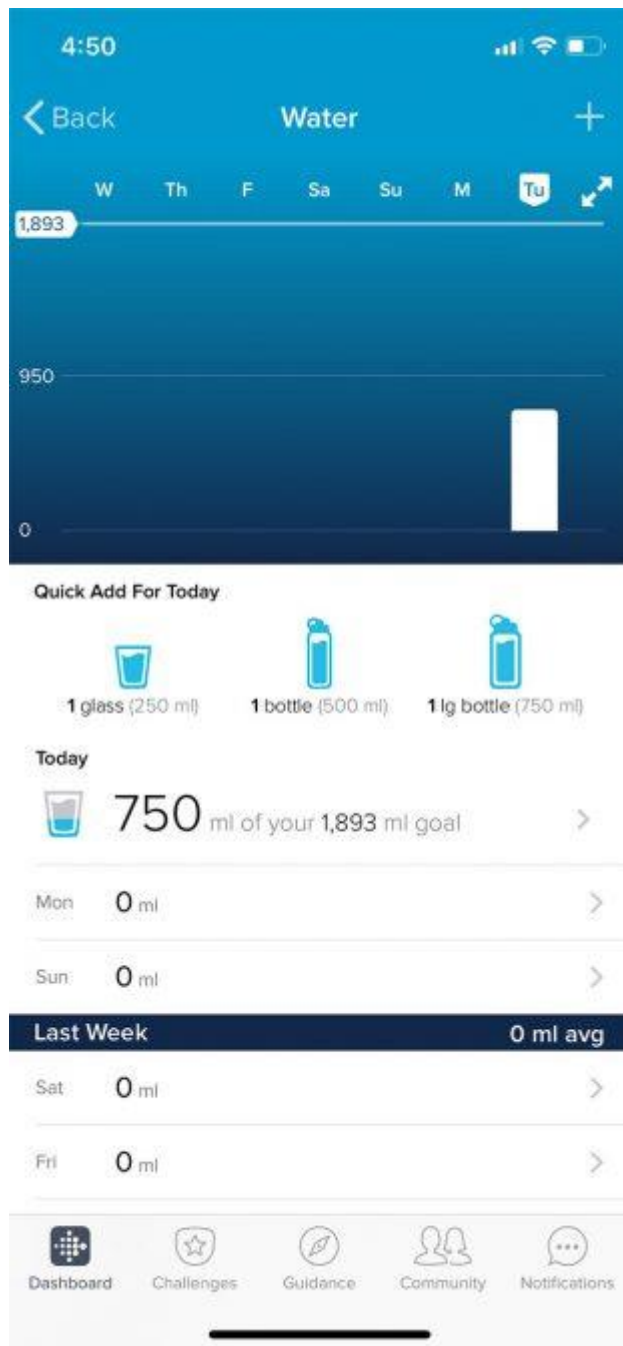 4:50
Back Water +
W Th F Sa Su M Tu
1,893
950
0
Quick Add For Today
1 glass (250 ml) 1 bottle (500 ml) 1 lg bottle (750 ml)
Today
750 ml of your 1,893 ml goal
Mon 0 ml
Sun 0 ml
Last Week 0 ml avg
Sat 0 ml
Fri 0 ml
Dashboard Challenges Guidance Community Notifications